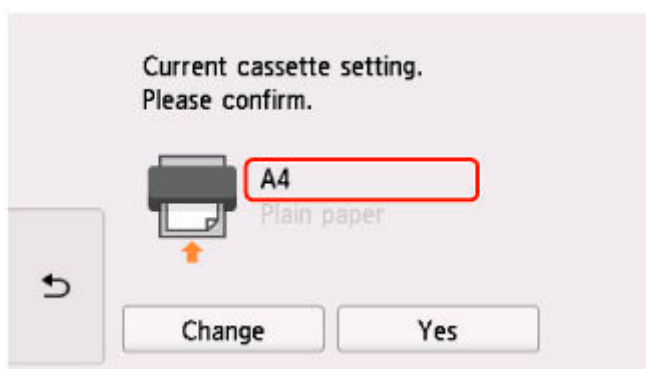 Current cassette setting.
Please confirm.
A4
Plain paper
Change
Yes